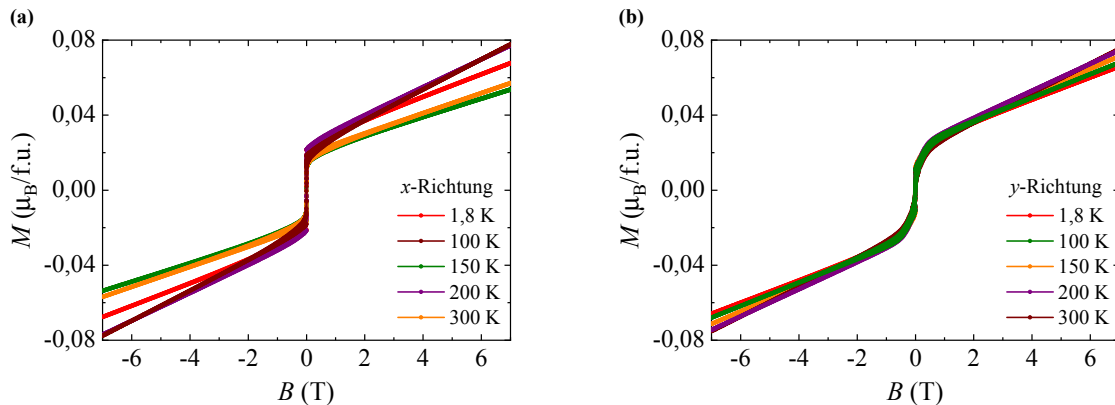 (a)
0,08
0,04
0,00
-0,04
-0,08
M (μB/f.u.)
-6 -4 -2 0 2 4 6
B (T)
x-Richtung
1,8 K
100 K
150 K
200 K
300 K
(b)
0,08
0,04
0,00
-0,04
-0,08
M (μB/f.u.)
-6 -4 -2 0 2 4 6
B (T)
y-Richtung
1,8 K
100 K
150 K
200 K
300 K